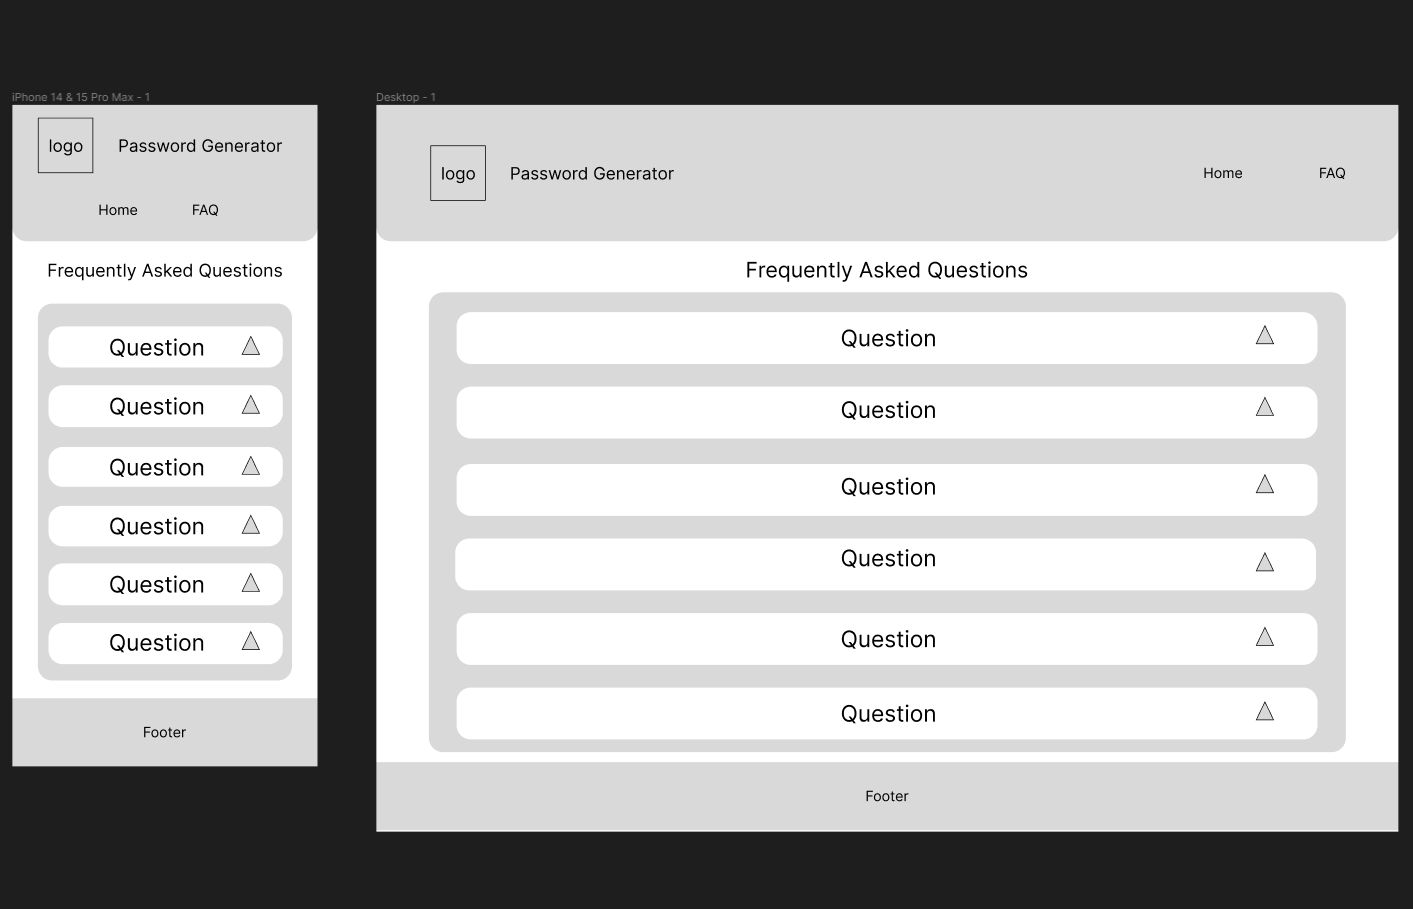 iPhone 14 & 15 Pro Max - 1
logo
Password Generator
Home
FAQ
Frequently Asked Questions
Question
Question
Question
Question
Question
Question
Footer
Desktop - 1
logo
Password Generator
Home
FAQ
Frequently Asked Questions
Question
Question
Question
Question
Question
Question
Footer